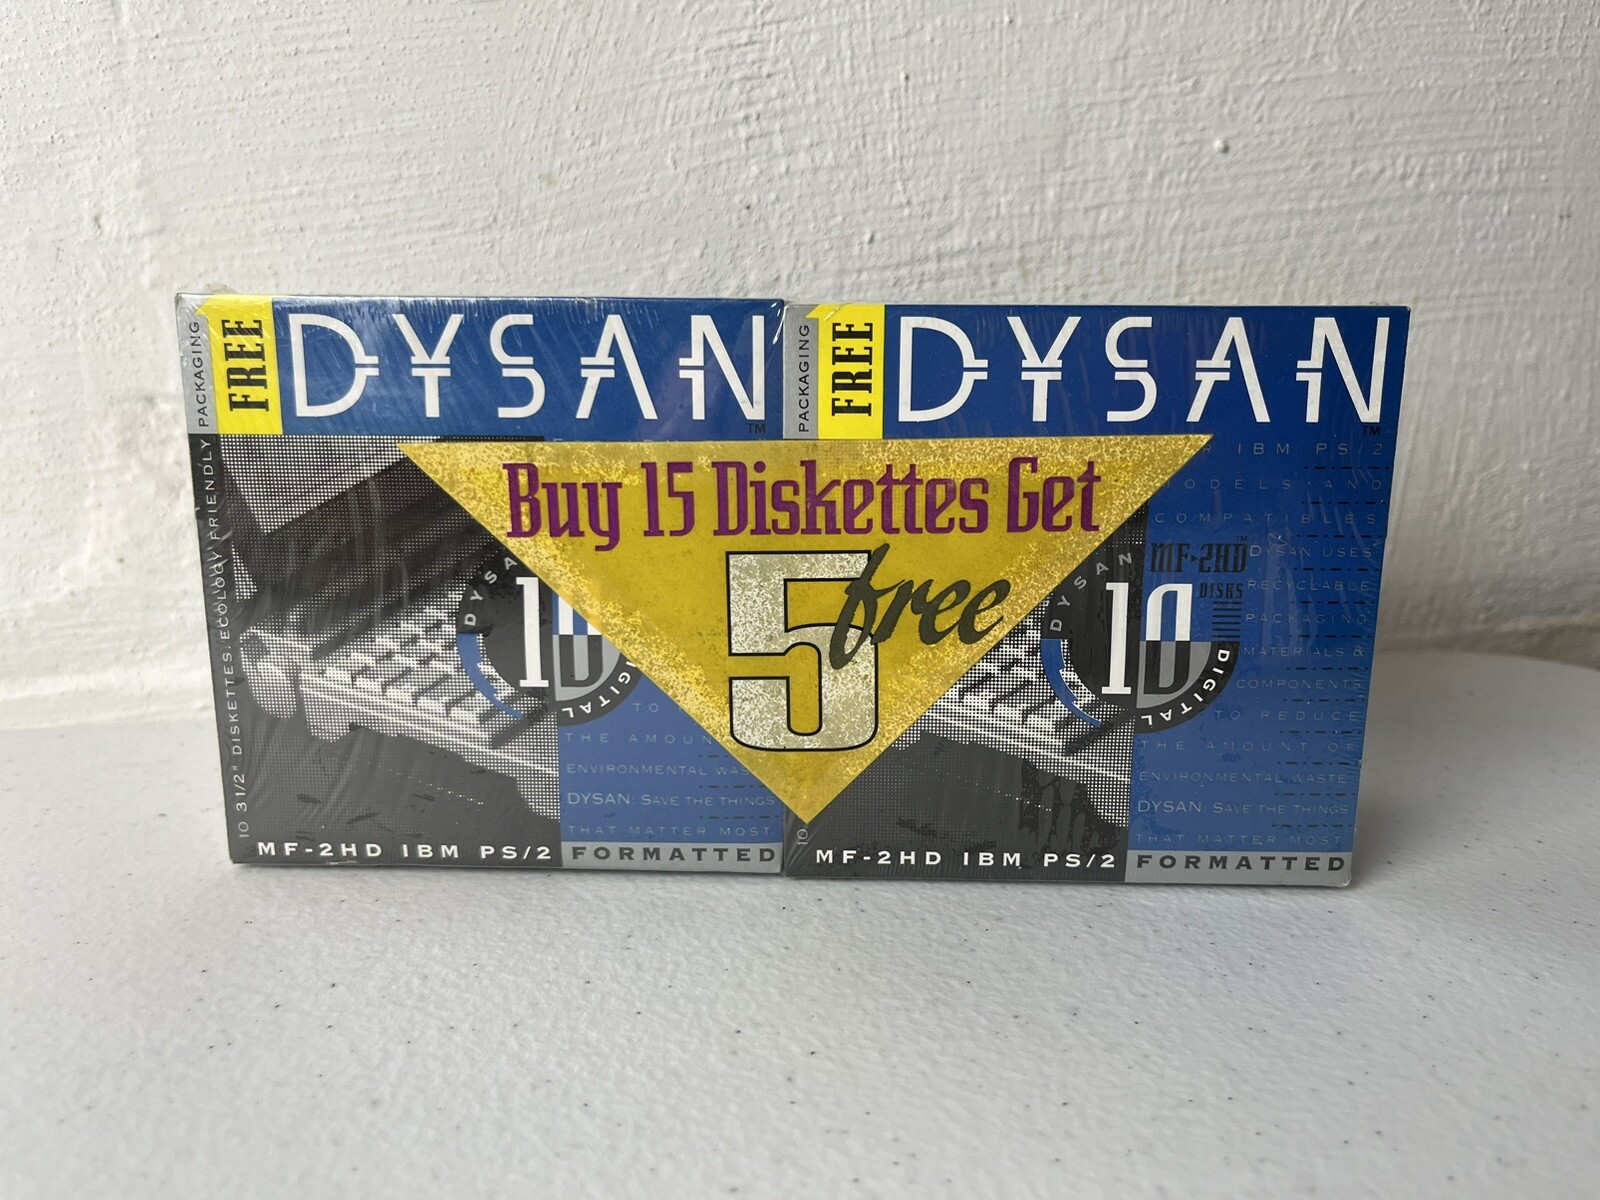 PACKAGING
FREE
DYSAN
TM
10 3 1/2" DISKETTES. ECOLOGY FRIENDLY
DYSAN
10
DIGITAL
TO
THE AMOUN
ENVIRONMENTAL WAS
DYSAN: SAVE THE THINGS
THAT MATTER MOST.
MF-2HD IBM PS/2
FORMATTED
Buy 15 Diskettes Get
5 free
PACKAGING
FREE
DYSAN
TM
R IBM PS/2
MODELS AND
COMPATIBLES
DYSAN USES
RECYCLABLE
PACKAGING
MATERIALS &
COMPONENTS
TO REDUCE
THE AMOUNT OF
ENVIRONMENTAL WASTE.
DYSAN: SAVE THE THINGS
THAT MATTER MOST.
MF-2HD
TM
DISKS
DYSAN
10
DIGITAL
10
MF-2HD IBM PS/2
FORMATTED